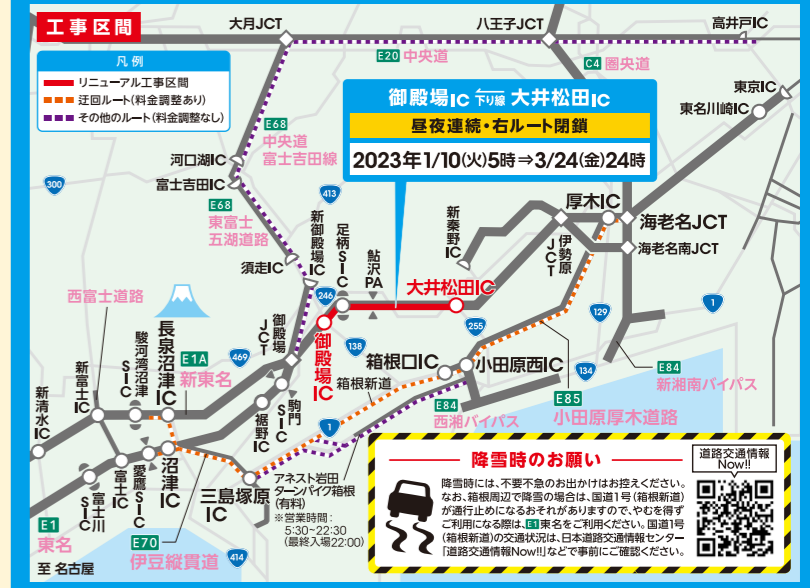 工事区間
凡例
リニューアル工事区間
迂回ルート(料金調整あり)
その他のルート(料金調整なし)
大月JCT
八王子JCT
高井戸IC
E20 中央道
C4 圏央道
東京IC
東名川崎IC
御殿場IC 下り線 大井松田IC
昼夜連続・右ルート閉鎖
2023年1/10(火)5時⇒3/24(金)24時
E68
中央道
富士吉田線
河口湖IC
富士吉田IC
300
413
E68
東富士
五湖道路
須走IC
新御殿場IC
足柄SIC
鮎沢PA
新秦野IC
伊勢原JCT
厚木IC
海老名JCT
海老名南JCT
大井松田IC
246
御殿場JCT
御殿場IC
西富士道路
駿河湾沼津SIC
長泉沼津IC
E1A
新東名
469
138
255
129
1
新富士IC
新清水IC
箱根口IC
小田原西IC
134
E84
新湘南バイパス
箱根新道
E84
西湘バイパス
E85
小田原厚木道路
駒門SIC
裾野IC
1
富士川SIC
富士IC
愛鷹SIC
沼津IC
三島塚原IC
アネスト岩田
ターンパイク箱根
(有料)
※営業時間:
5:30~22:30
(最終入場22:00)
E1
東名
至 名古屋
E70
伊豆縦貫道
414
降雪時のお願い
道路交通情報
Now!!
降雪時には、不要不急のお出かけはお控えください。
なお、箱根周辺で降雪の場合は、国道1号(箱根新道)
が通行止めになるおそれがありますので、やむを得ず
ご利用になる際は、E1東名をご利用ください。国道1号
(箱根新道)の交通状況は、日本道路交通情報センター
「道路交通情報Now!!」などで事前にご確認ください。